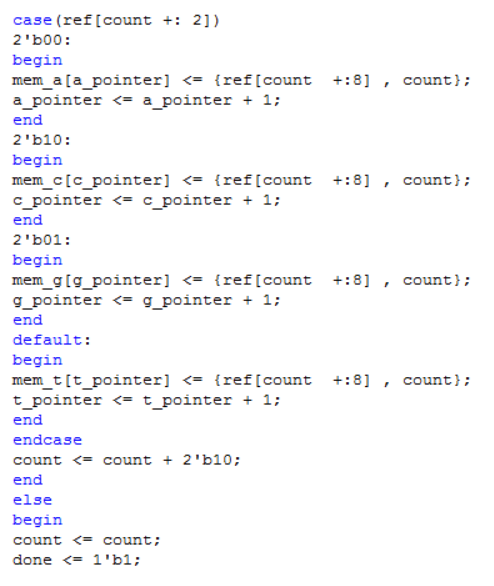 case(ref[count +: 2])
2'b00:
begin
mem_a[a_pointer] <= {ref[count  +:8] , count};
a_pointer <= a_pointer + 1;
end
2'b10:
begin
mem_c[c_pointer] <= {ref[count  +:8] , count};
c_pointer <= c_pointer + 1;
end
2'b01:
begin
mem_g[g_pointer] <= {ref[count  +:8] , count};
g_pointer <= g_pointer + 1;
end
default:
begin
mem_t[t_pointer] <= {ref[count  +:8] , count};
t_pointer <= t_pointer + 1;
end
endcase
count <= count + 2'b10;
end
else
begin
count <= count;
done <= 1'b1;